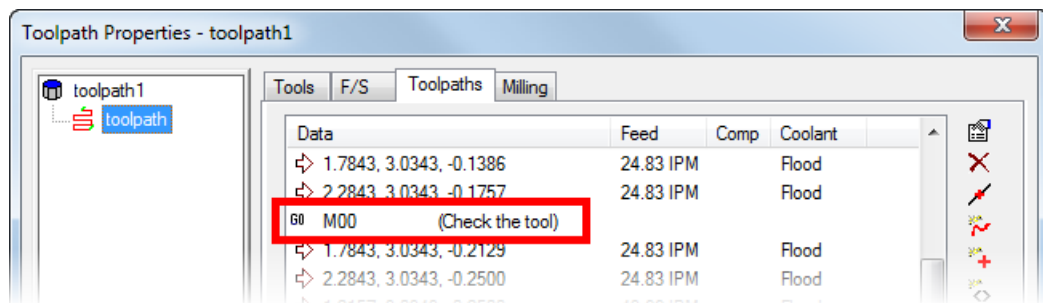 Toolpath Properties - toolpath1
toolpath1
toolpath
Tools F/S Toolpaths Milling
Data Feed Comp Coolant
1.7843, 3.0343, -0.1386 24.83 IPM Flood
2.2843, 3.0343, -0.1757 24.83 IPM Flood
G0 M00 (Check the tool)
1.7843, 3.0343, -0.2129 24.83 IPM Flood
2.2843, 3.0343, -0.2500 24.83 IPM Flood